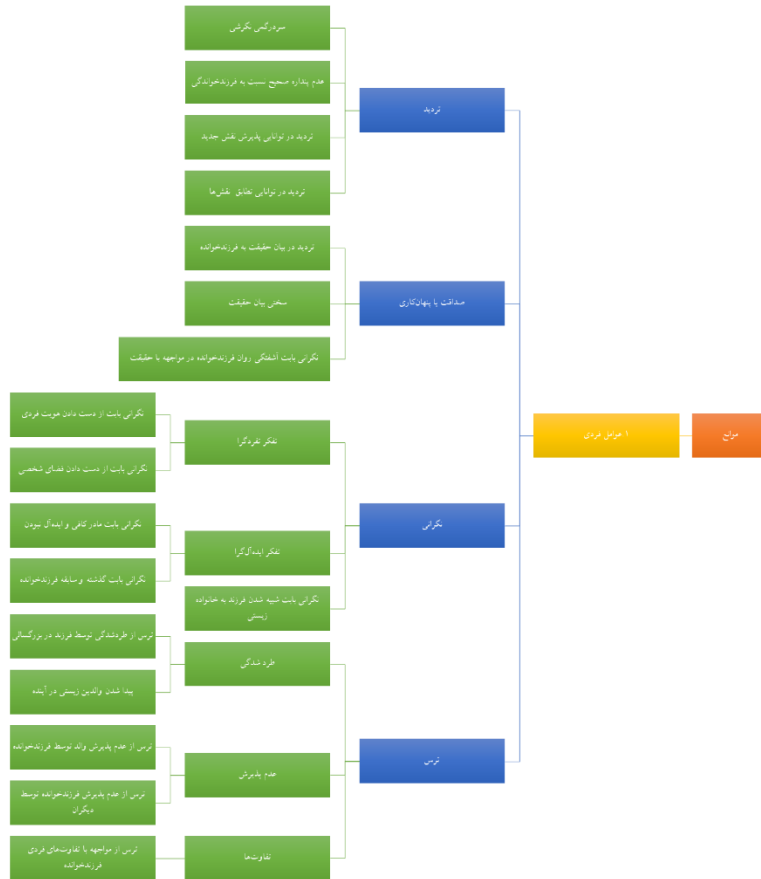 موانع
۱. عوامل فردی
تردید
سردرگمی نگرشی
عدم پنداره صحیح نسبت به فرزندخواندگی
تردید در توانایی پذیرش نقش جدید
تردید در توانایی تطابق نقش‌ها
صداقت یا پنهان‌کاری
تردید در بیان حقیقت به فرزندخوانده
سختی بیان حقیقت
نگرانی بابت آشفتگی روان فرزندخوانده در مواجهه با حقیقت
نگرانی
تفکر تفردگرا
نگرانی بابت از دست دادن هویت فردی
نگرانی بابت از دست دادن فضای شخصی
تفکر ایده‌آل‌گرا
نگرانی بابت مادر کافی و ایده‌آل نبودن
نگرانی بابت گذشته و سابقه فرزندخوانده
نگرانی بابت شبیه شدن فرزند به خانواده
زیستی
ترس
طرد شدگی
ترس از طردشدگی توسط فرزند در بزرگسالی
پیدا شدن والدین زیستی در آینده
عدم پذیرش
ترس از عدم پذیرش والد توسط فرزندخوانده
ترس از عدم پذیرش فرزندخوانده توسط
دیگران
تفاوت‌ها
ترس از مواجهه با تفاوت‌های فردی
فرزندخوانده